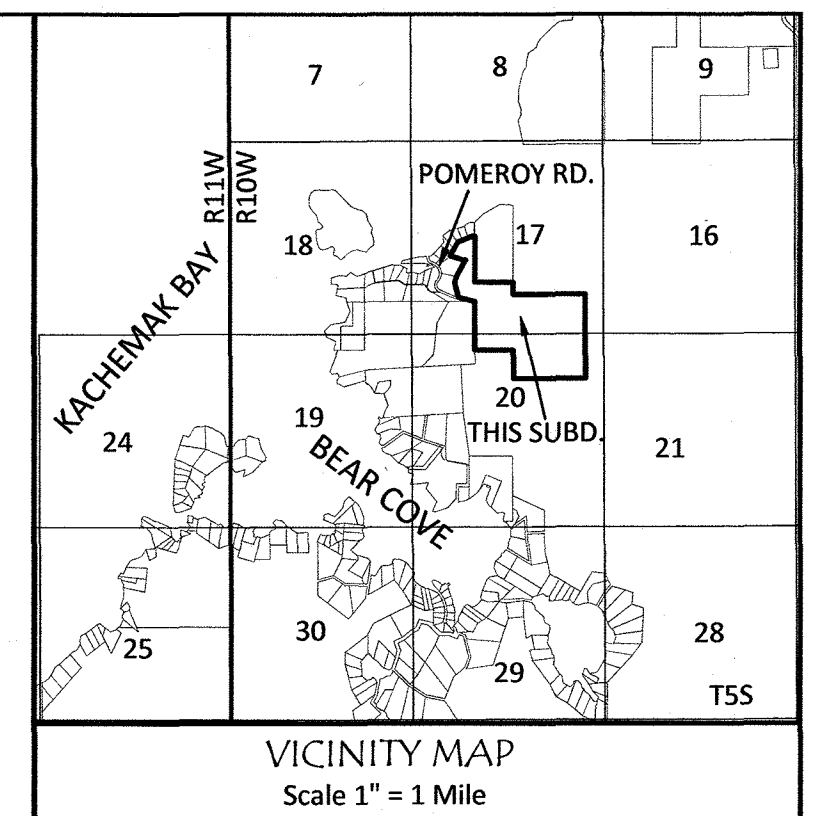 7
8
9
R11W
R10W
POMEROY RD.
18
17
16
KACHEMAK BAY
24
19
20
THIS SUBD.
21
BEAR COVE
25
30
29
28
T5S
VICINITY MAP
Scale 1" = 1 Mile